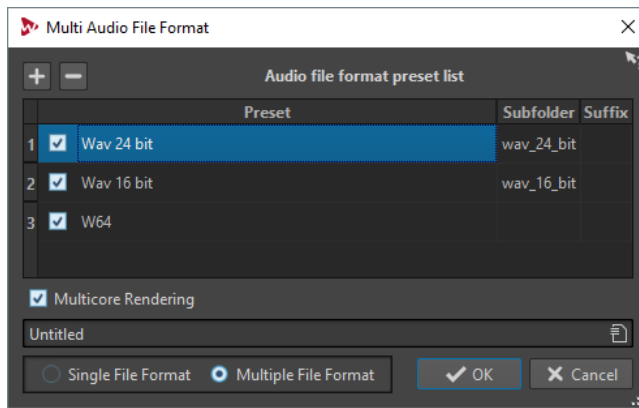 Multi Audio File Format
Audio file format preset list
Preset Subfolder Suffix
1 Wav 24 bit wav_24_bit
2 Wav 16 bit wav_16_bit
3 W64
Multicore Rendering
Untitled
Single File Format Multiple File Format OK Cancel